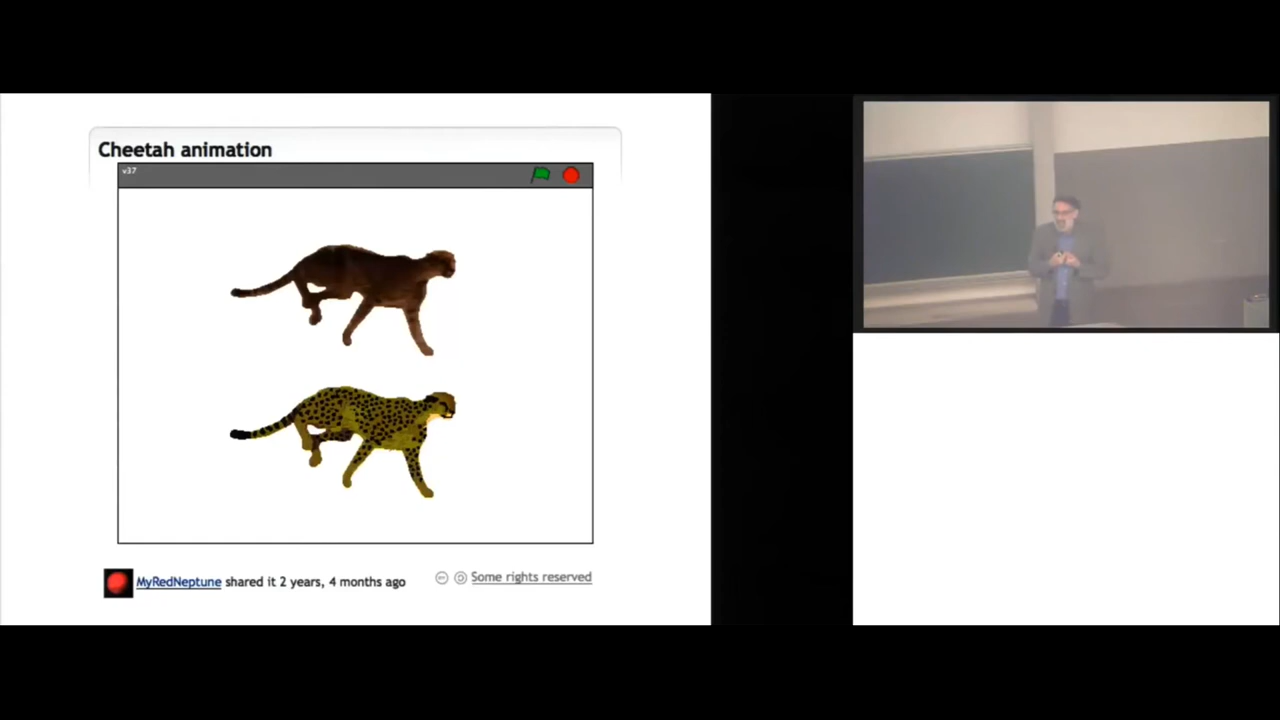 Cheetah animation
v37
MyRedNeptune shared it 2 years, 4 months ago
Some rights reserved